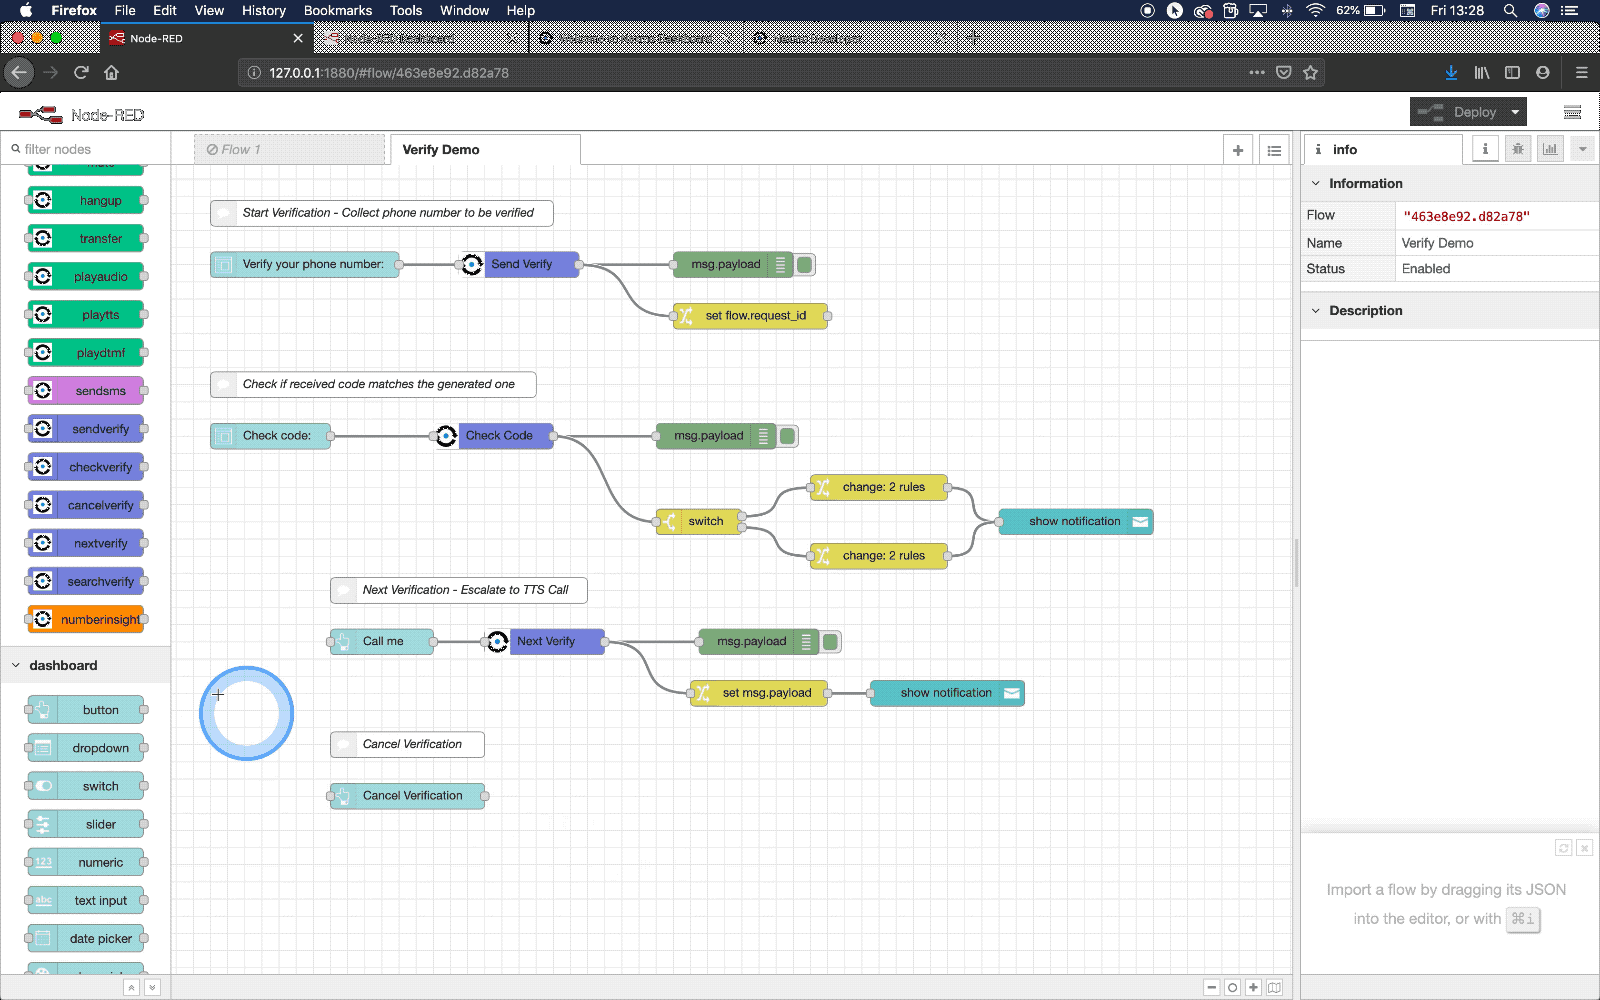 Firefox File Edit View History Bookmarks Tools Window Help
62% Fri 13:28
Node-RED
127.0.0.1:1880/#flow/463e8e92.d82a78
Node-RED
Deploy
filter nodes
Flow 1
Verify Demo
info
hangup
transfer
playaudio
playtts
playdtmf
sendsms
sendverify
checkverify
cancelverify
nextverify
searchverify
numberinsight
dashboard
button
dropdown
switch
slider
numeric
text input
date picker
Start Verification - Collect phone number to be verified
Verify your phone number:
Send Verify
msg.payload
set flow.request_id
Check if received code matches the generated one
Check code:
Check Code
msg.payload
switch
change: 2 rules
change: 2 rules
show notification
Next Verification - Escalate to TTS Call
Call me
Next Verify
msg.payload
set msg.payload
show notification
Cancel Verification
Cancel Verification
Information
Flow "463e8e92.d82a78"
Name Verify Demo
Status Enabled
Description
Import a flow by dragging its JSON
into the editor, or with ⌘i